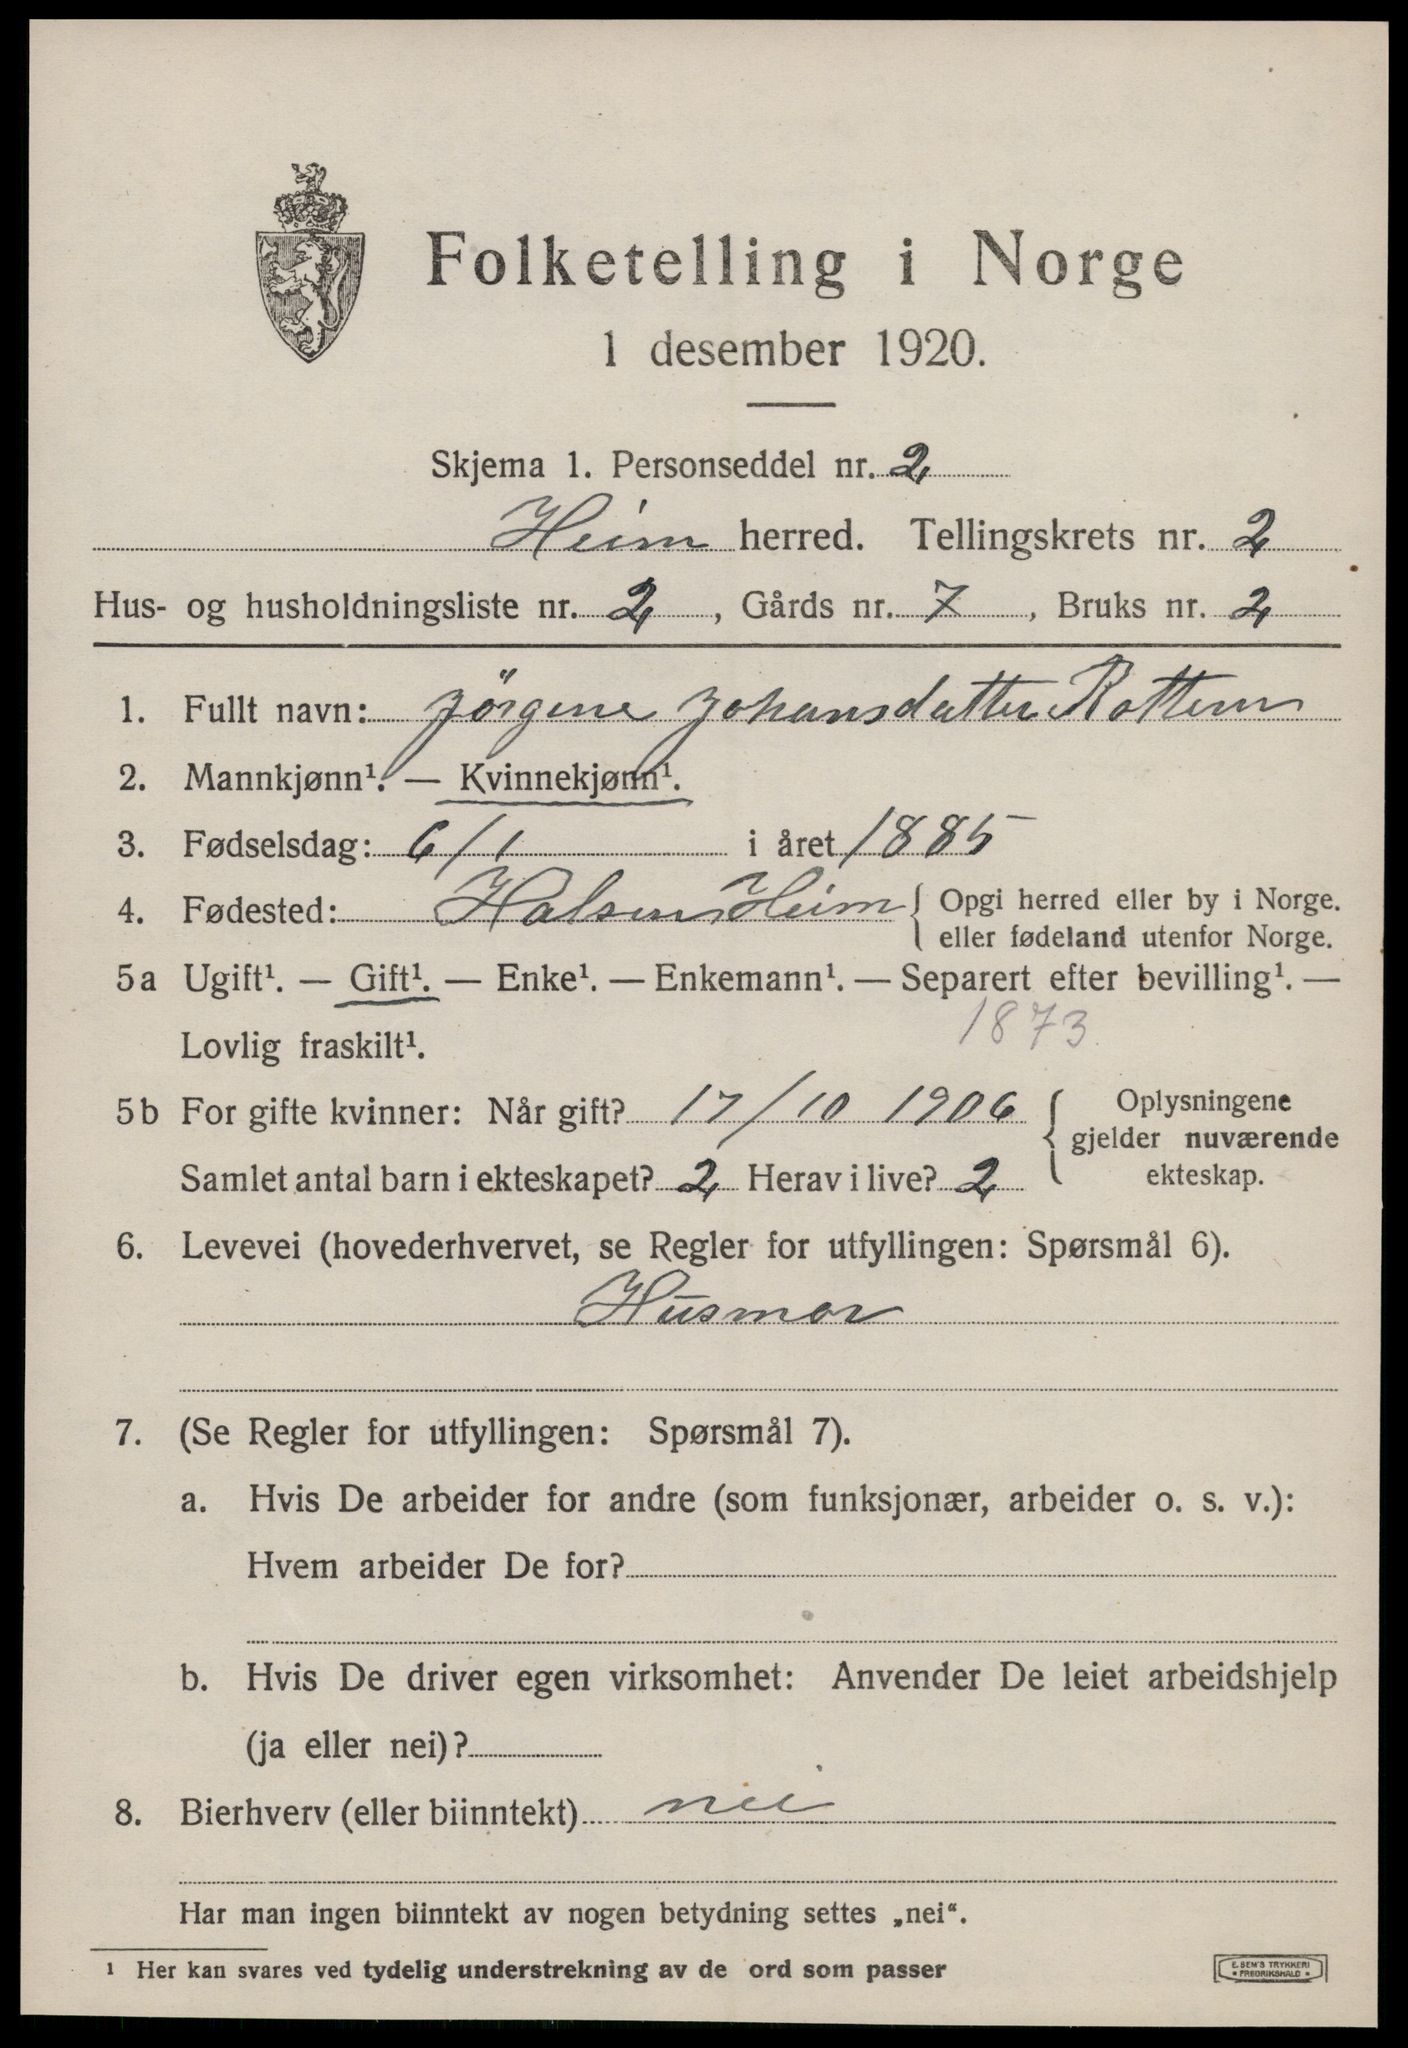 Folketelling i Norge
1 desember 1920.
Skjema 1. Personseddel nr. 2
Heim herred. Tellingskrets nr. 2
Hus- og husholdningsliste nr. 2, Gårds nr. 7, Bruks nr. 2
1. Fullt navn: Jörgene Johansdatter Rottem
2. Mannkjønn¹. — Kvinnekjønn¹.
3. Fødselsdag: 6/1 i året 1885
4. Fødested: Halsen Heim { Opgi herred eller by i Norge.
eller fødeland utenfor Norge.
5a Ugift¹. — Gift¹. — Enke¹. — Enkemann¹. — Separert efter bevilling¹. —
Lovlig fraskilt¹. 1873
5b For gifte kvinner: Når gift? 17/10 1906 { Oplysningene
gjelder nuværende
Samlet antal barn i ekteskapet? 2 Herav i live? 2 ekteskap.
6. Levevei (hovederhvervet, se Regler for utfyllingen: Spørsmål 6).
Husmor
7. (Se Regler for utfyllingen: Spørsmål 7).
a. Hvis De arbeider for andre (som funksjonær, arbeider o. s. v.):
Hvem arbeider De for?
b. Hvis De driver egen virksomhet: Anvender De leiet arbeidshjelp
(ja eller nei)?
8. Bierhverv (eller biinntekt) nei
Har man ingen biinntekt av nogen betydning settes „nei“.
¹ Her kan svares ved tydelig understrekning av de ord som passer
E. SEM'S TRYKKERI
• FREDRIKSHALD •